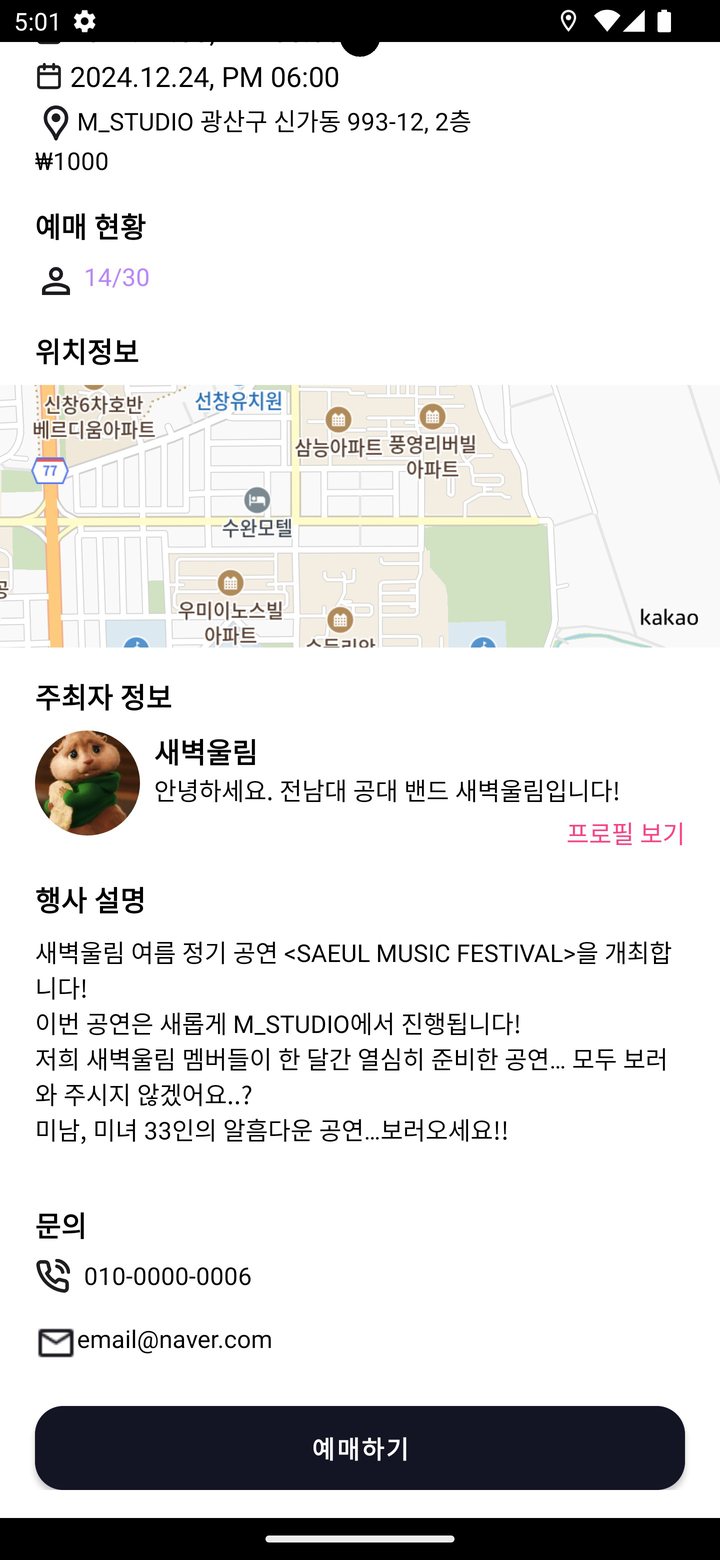 5:01
2024.12.24, PM 06:00
M_STUDIO 광산구 신가동 993-12, 2층
₩1000
예매 현황
14/30
위치정보
신창6차호반
베르디움아파트
선창유치원
삼능아파트
풍영리버빌
아파트
77
수완모텔
공
우미이노스빌
아파트
kakao
주최자 정보
새벽울림
안녕하세요. 전남대 공대 밴드 새벽울림입니다!
프로필 보기
행사 설명
새벽울림 여름 정기 공연 <SAEUL MUSIC FESTIVAL>을 개최합
니다!
이번 공연은 새롭게 M_STUDIO에서 진행됩니다!
저희 새벽울림 멤버들이 한 달간 열심히 준비한 공연... 모두 보러
와 주시지 않겠어요..?
미남, 미녀 33인의 알흠다운 공연...보러오세요!!
문의
010-0000-0006
email@naver.com
예매하기